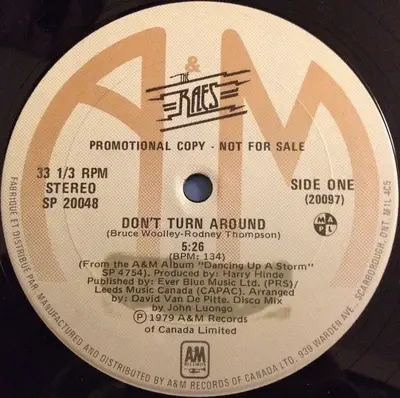 A&M
THE
RAES
PROMOTIONAL COPY - NOT FOR SALE
33 1/3 RPM
STEREO
SP 20048
SIDE ONE
(20097)
M A P L
DON'T TURN AROUND
(Bruce Woolley-Rodney Thompson)
5:26
(BPM: 134)
(From the A&M Album "Dancing Up A Storm"
SP 4754). Produced by: Harry Hinde
Published by: Ever Blue Music Ltd. (PRS)/
Leeds Music Canada (CAPAC). Arranged
by: David Van De Pitte. Disco Mix
by John Luongo
Ⓟ 1979 A&M Records
of Canada Limited
A&M
RECORDS
FABRIQUÉ ET DISTRIBUÉ PAR/MANUFACTURED AND DISTRIBUTED BY A&M RECORDS OF CANADA LTD., 939 WARDEN AVE., SCARBOROUGH, ONT. M1L 4C5